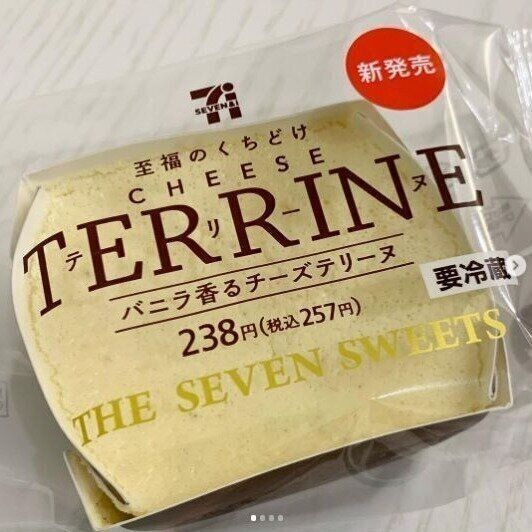 新発売
7i
SEVEN&i
至福のくちどけ
CHEESE
TERRINE
テリーヌ
バニラ香るチーズテリーヌ
要冷蔵
238円(税込257円)
THE SEVEN SWEETS